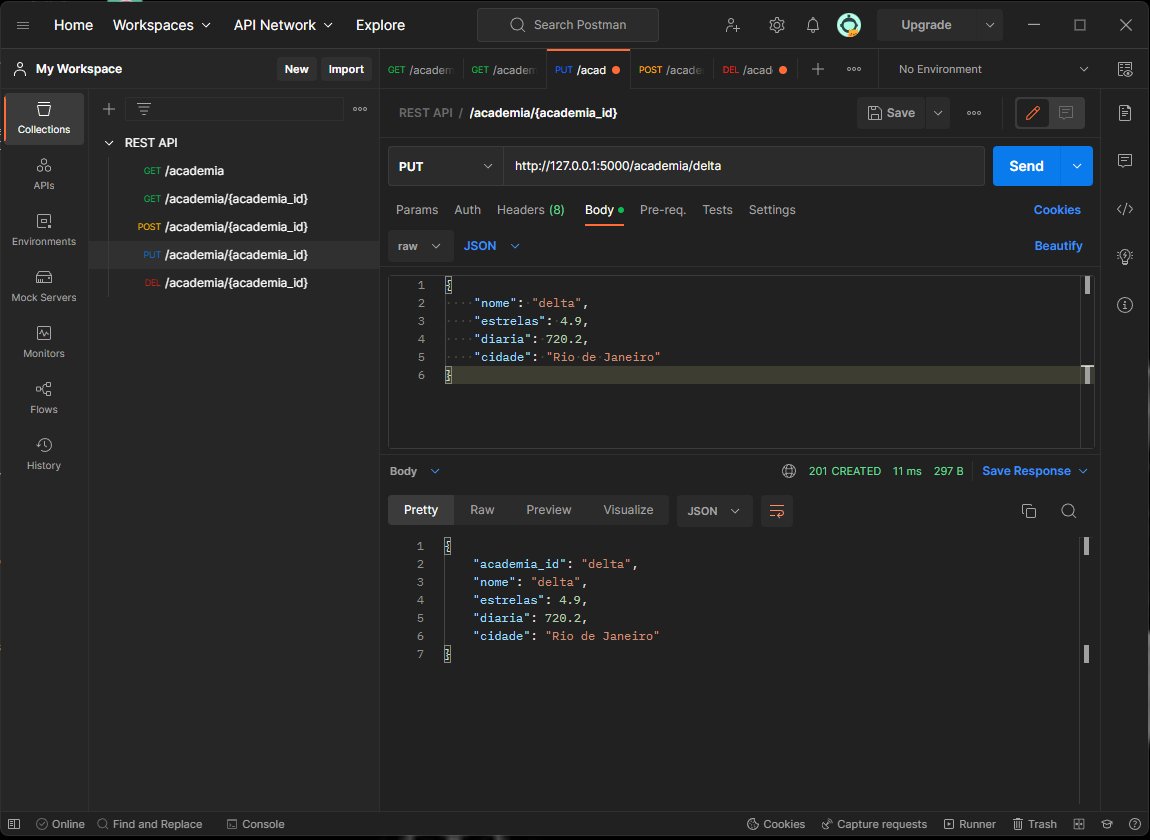 Home Workspaces API Network Explore Search Postman Upgrade
My Workspace New Import GET /academ GET /academ PUT /acad POST /acade DEL /acad No Environment
REST API / /academia/{academia_id} Save
Collections
REST API
GET /academia
GET /academia/{academia_id}
POST /academia/{academia_id}
PUT /academia/{academia_id}
DEL /academia/{academia_id}
APIs
Environments
Mock Servers
Monitors
Flows
History
PUT http://127.0.0.1:5000/academia/delta Send
Params Auth Headers (8) Body Pre-req. Tests Settings Cookies
raw JSON Beautify
1 {
2 "nome": "delta",
3 "estrelas": 4.9,
4 "diaria": 720.2,
5 "cidade": "Rio de Janeiro"
6 }
Body 201 CREATED 11 ms 297 B Save Response
Pretty Raw Preview Visualize JSON
1 {
2 "academia_id": "delta",
3 "nome": "delta",
4 "estrelas": 4.9,
5 "diaria": 720.2,
6 "cidade": "Rio de Janeiro"
7 }
Online Find and Replace Console Cookies Capture requests Runner Trash